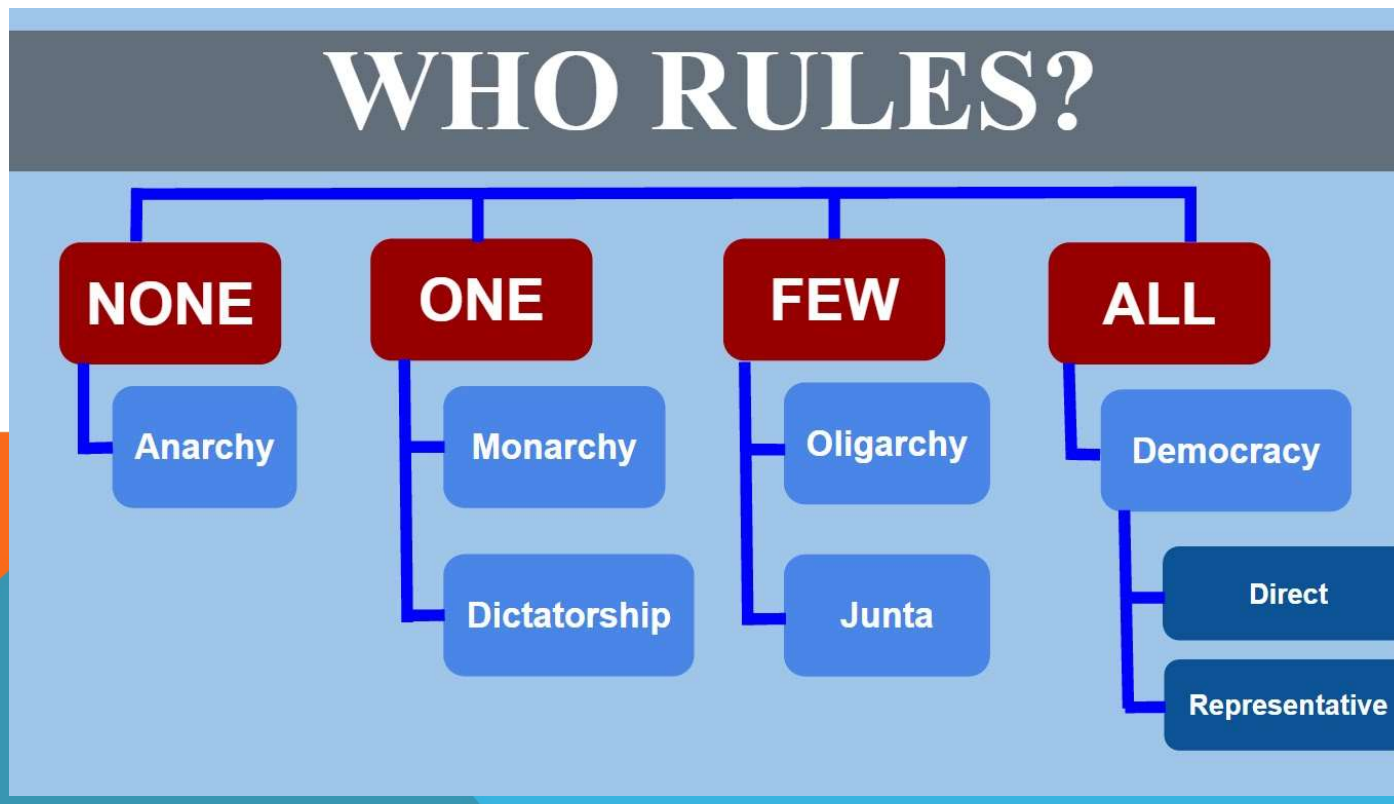 WHO RULES?
NONE
ONE
FEW
ALL
Anarchy
Monarchy
Oligarchy
Democracy
Dictatorship
Junta
Direct
Representative